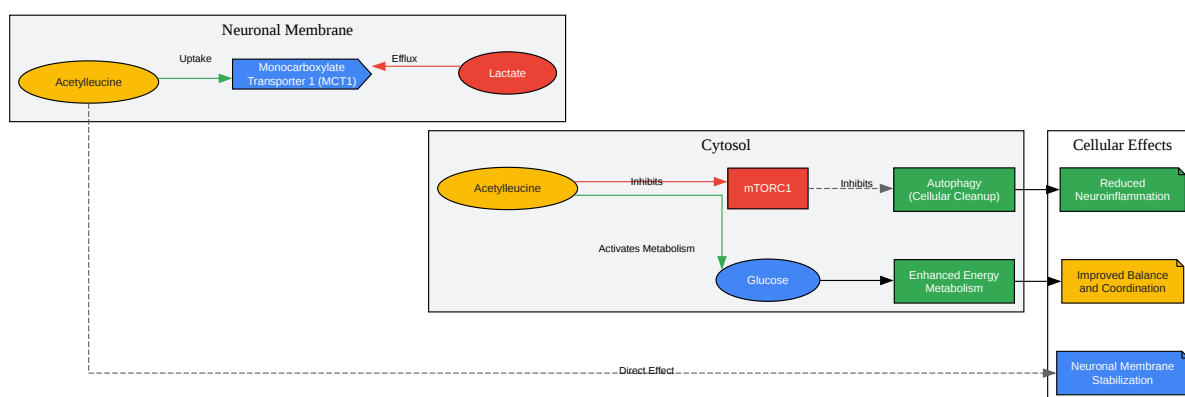 Neuronal Membrane
Acetylleucine
Uptake
Monocarboxylate
Transporter 1 (MCT1)
Efflux
Lactate
Cytosol
Acetylleucine
Inhibits
mTORC1
Inhibits
Autophagy
(Cellular Cleanup)
Activates Metabolism
Glucose
Enhanced Energy
Metabolism
Cellular Effects
Reduced
Neuroinflammation
Improved Balance
and Coordination
Direct Effect
Neuronal Membrane
Stabilization